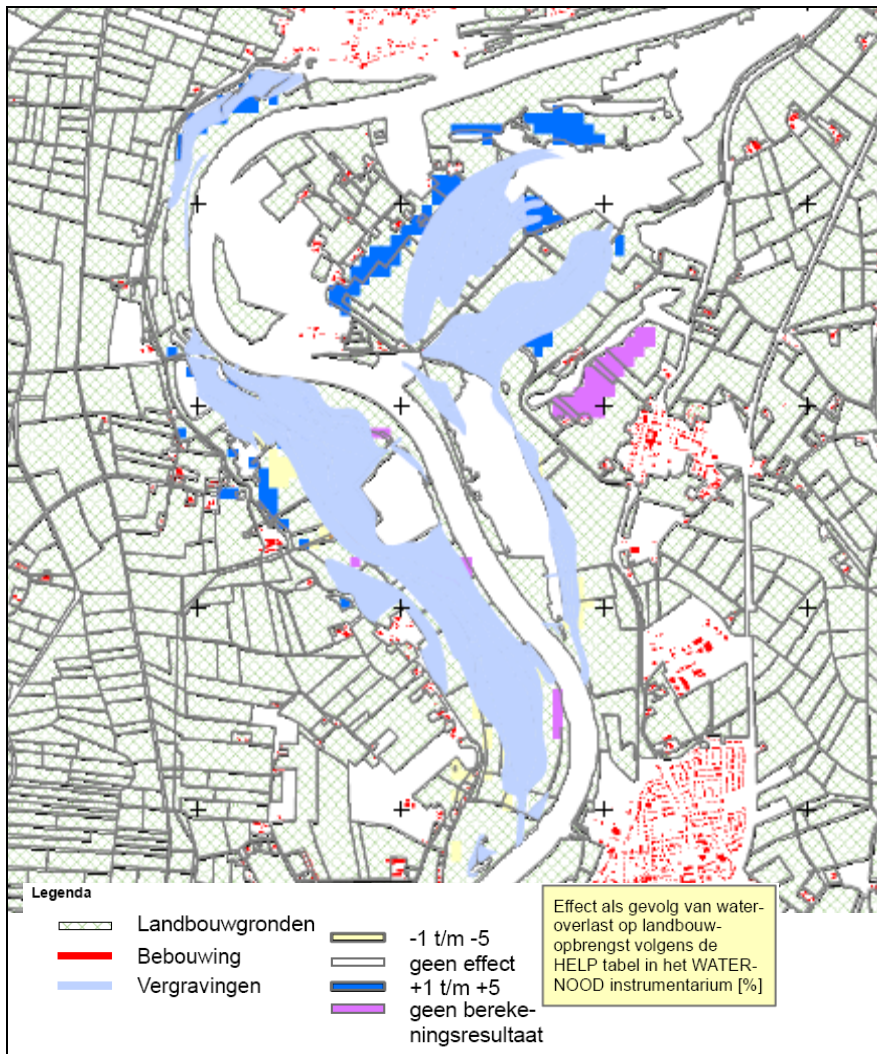 Legenda
Landbouwgronden
Bebouwing
Vergravingen
-1 t/m -5
geen effect
+1 t/m +5
geen bereke-
ningsresultaat
Effect als gevolg van water-
overlast op landbouw-
opbrengst volgens de
HELP tabel in het WATER-
NOOD instrumentarium [%]